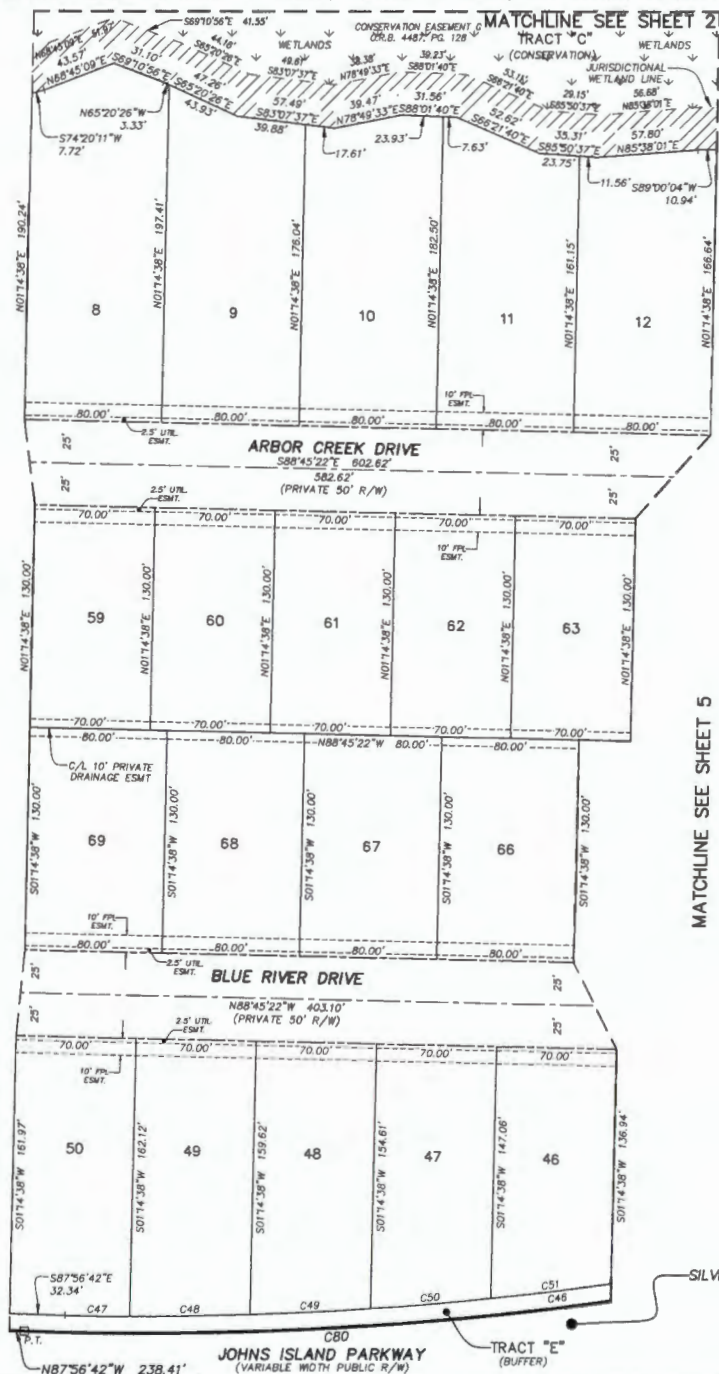 MATCHLINE SEE SHEET 2
CONSERVATION EASEMENT C
O.R.B. 4487, PG. 128
TRACT "C"
(CONSERVATION)
WETLANDS
WETLANDS
JURISDICTIONAL
WETLAND LINE
S69°10'56"E 41.55'
N68°45'09"E 51.97'
44.18'
S65°20'26"E
49.61'
S83°07'37"E
38.38'
N78°49'33"E
39.23'
S88°01'40"E
53.15'
S66°21'40"E
29.15'
S85°50'37"E
56.68'
N85°38'01"E
43.57'
N68°45'09"E
31.10'
S69°10'56"E
47.26'
S65°20'26"E
57.49'
S83°07'37"E
39.47
N78°49'33"E
31.56'
S88°01'40"E
52.62'
S66°21'40"E
35.31'
S85°50'37"E
57.80'
N85°38'01"E
N65°20'26"W
3.33'
S74°20'11"W
7.72'
43.93'
39.88'
17.61'
23.93'
7.63'
23.75'
11.56'
S89°00'04"W
10.94'
N01°14'38"E 190.24'
8
N01°14'38"E 197.41'
9
N01°14'38"E 176.04'
10
N01°14'38"E 182.50'
11
N01°14'38"E 161.15'
12
N01°14'38"E 166.64'
10' FPL
ESMT.
80.00'
80.00'
80.00'
80.00'
80.00'
2.5' UTIL.
ESMT.
25'
25'
ARBOR CREEK DRIVE
S88°45'22"E 602.62'
582.62'
(PRIVATE 50' R/W)
25'
25'
2.5' UTIL.
ESMT.
70.00'
70.00'
70.00'
70.00'
70.00'
10' FPL
ESMT.
N01°14'38"E 130.00'
59
N01°14'38"E 130.00'
60
N01°14'38"E 130.00'
61
N01°14'38"E 130.00'
62
N01°14'38"E 130.00'
63
N01°14'38"E 130.00'
70.00'
70.00'
70.00'
70.00'
70.00'
80.00'
80.00'
N88°45'22"W
80.00'
80.00'
C/L 10' PRIVATE
DRAINAGE ESMT
MATCHLINE SEE SHEET 5
S01°14'38"W 130.00'
69
S01°14'38"W 130.00'
68
S01°14'38"W 130.00'
67
S01°14'38"W 130.00'
66
S01°14'38"W 130.00'
10' FPL
ESMT.
80.00'
80.00'
80.00'
80.00'
2.5' UTIL.
ESMT.
25'
25'
BLUE RIVER DRIVE
N88°45'22"W 403.10'
(PRIVATE 50' R/W)
25'
25'
2.5' UTIL.
ESMT.
70.00'
70.00'
70.00'
70.00'
70.00'
10' FPL
ESMT.
S01°14'38"W 161.97'
50
S01°14'38"W 162.12'
49
S01°14'38"W 159.62'
48
S01°14'38"W 154.61'
47
S01°14'38"W 147.06'
46
S01°14'38"W 136.94'
S87°56'42"E
32.34'
C47
C48
C49
C50
C51
C46
SILV
C80
P.T.
JOHNS ISLAND PARKWAY
(VARIABLE WIDTH PUBLIC R/W)
TRACT "E"
(BUFFER)
N87°56'42"W 238.41'